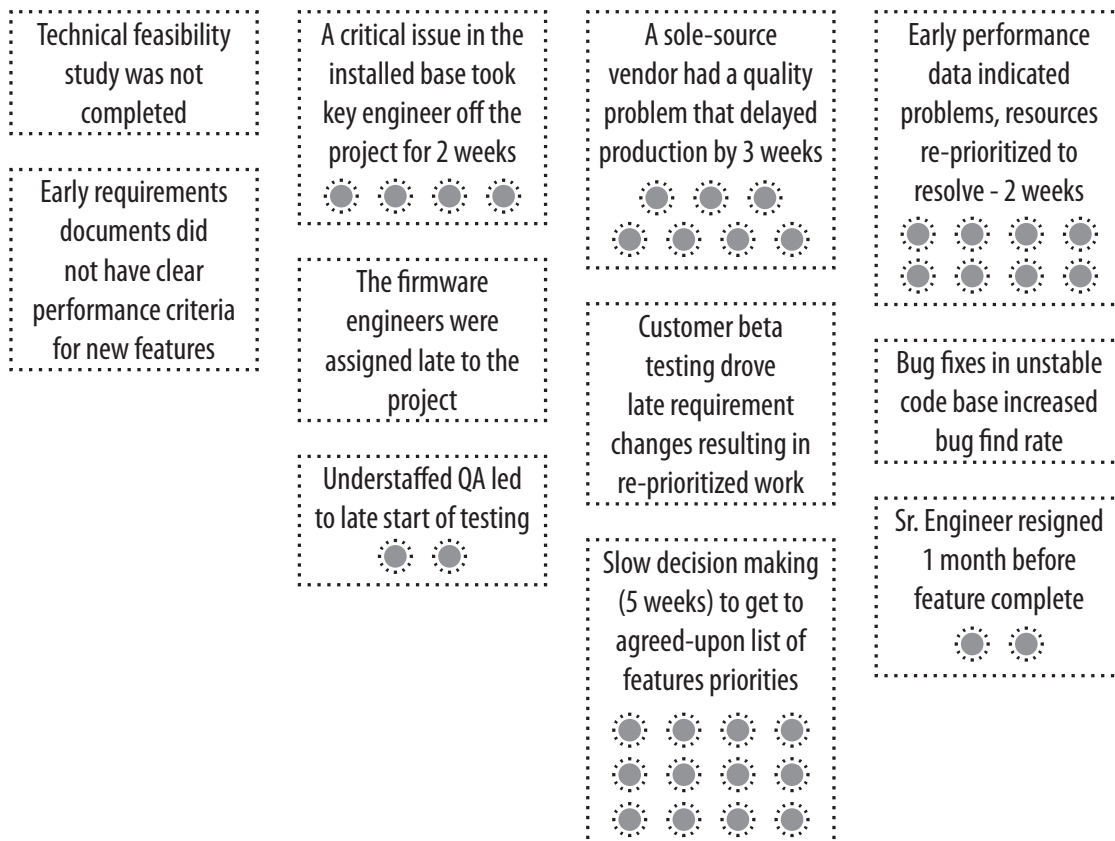 Technical feasibility
study was not
completed
Early requirements
documents did
not have clear
performance criteria
for new features
A critical issue in the
installed base took
key engineer off the
project for 2 weeks
The firmware
engineers were
assigned late to the
project
Understaffed QA led
to late start of testing
A sole-source
vendor had a quality
problem that delayed
production by 3 weeks
Customer beta
testing drove
late requirement
changes resulting in
re-prioritized work
Slow decision making
(5 weeks) to get to
agreed-upon list of
features priorities
Early performance
data indicated
problems, resources
re-prioritized to
resolve - 2 weeks
Bug fixes in unstable
code base increased
bug find rate
Sr. Engineer resigned
1 month before
feature complete